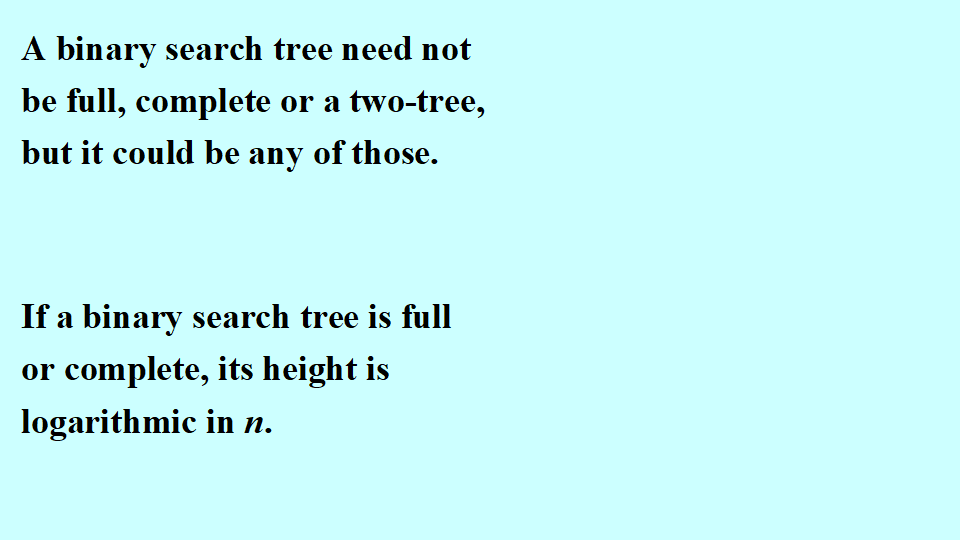 A binary search tree need not
be full, complete or a two-tree,
but it could be any of those.
If a binary search tree is full
or complete, its height is
logarithmic in n.